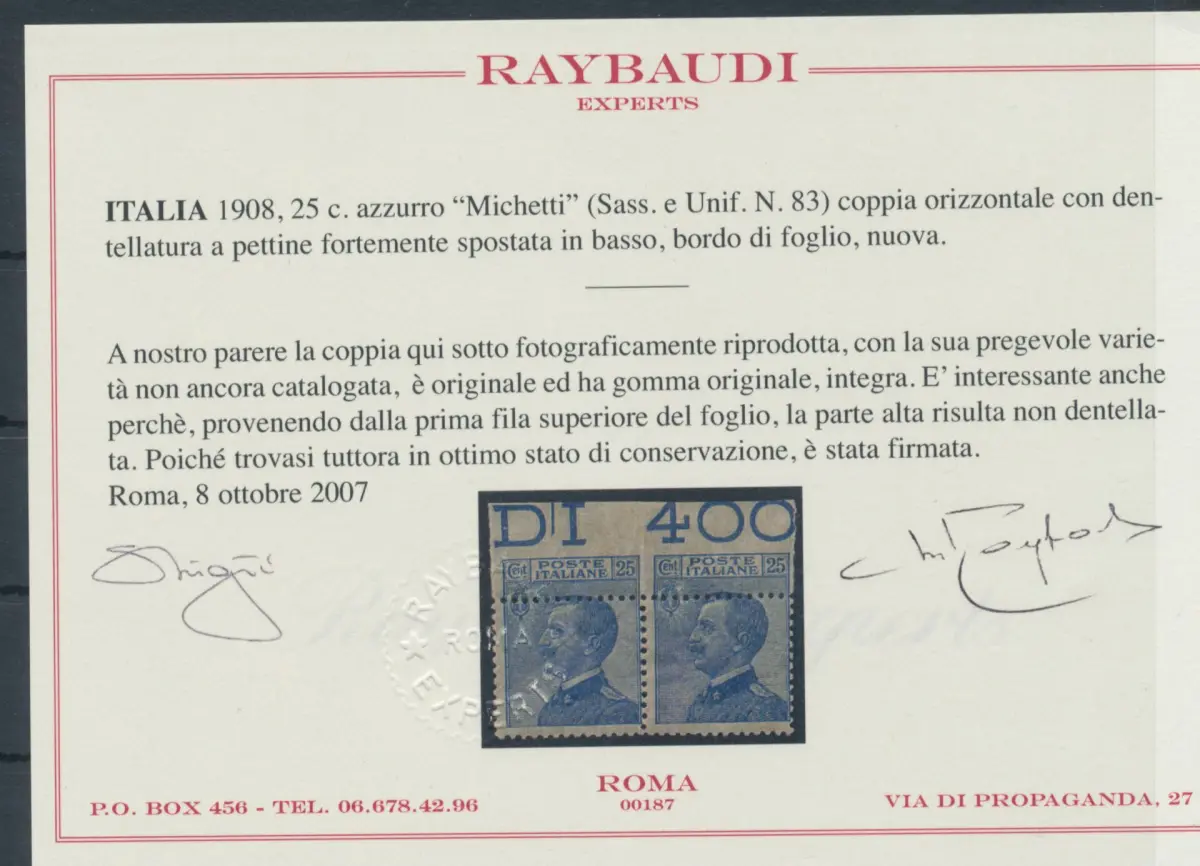 RAYBAUDI
EXPERTS
ITALIA 1908, 25 c. azzurro “Michetti” (Sass. e Unif. N. 83) coppia orizzontale con den-
tellatura a pettine fortemente spostata in basso, bordo di foglio, nuova.
A nostro parere la coppia qui sotto fotograficamente riprodotta, con la sua pregevole varie-
tà non ancora catalogata, è originale ed ha gomma originale, integra. E’ interessante anche
perchè, provenendo dalla prima fila superiore del foglio, la parte alta risulta non dentella-
ta. Poiché trovasi tuttora in ottimo stato di conservazione, è stata firmata.
Roma, 8 ottobre 2007
D'I 400
Cent POSTE ITALIANE 25
Cent POSTE ITALIANE 25
RAYBAUDI
ROMA
EXPERTS
ROMA
00187
P.O. BOX 456 - TEL. 06.678.42.96
VIA DI PROPAGANDA, 27